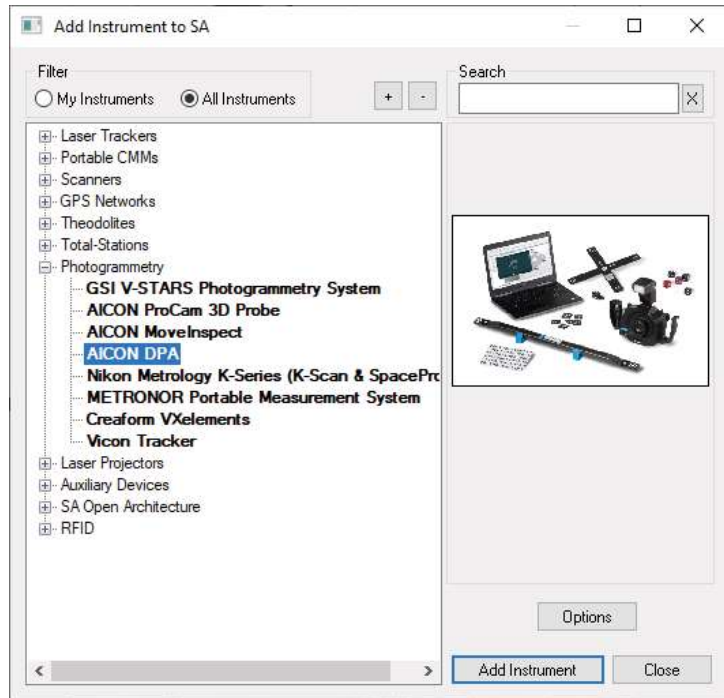 Add Instrument to SA
Filter
My Instruments
All Instruments
+
-
Search
X
Laser Trackers
Portable CMMs
Scanners
GPS Networks
Theodolites
Total-Stations
Photogrammetry
GSI V-STARS Photogrammetry System
AICON ProCam 3D Probe
AICON MoveInspect
AICON DPA
Nikon Metrology K-Series (K-Scan & SpacePrc
METRONOR Portable Measurement System
Creaform VXelements
Vicon Tracker
Laser Projectors
Auxiliary Devices
SA Open Architecture
RFID
Options
Add Instrument
Close